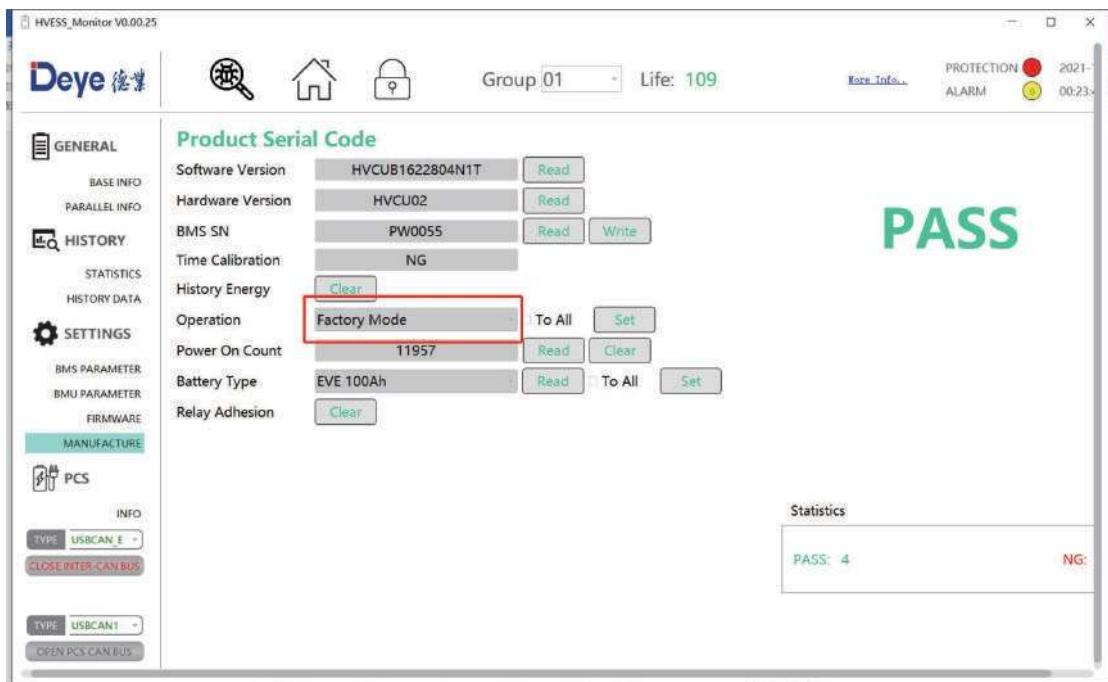 HVESS_Monitor V0.00.25
Deye 德业
Group 01 Life: 109 More Info.. PROTECTION 2021-
ALARM 00:23:
GENERAL
BASE INFO
PARALLEL INFO
HISTORY
STATISTICS
HISTORY DATA
SETTINGS
BMS PARAMETER
BMU PARAMETER
FIRMWARE
MANUFACTURE
PCS
INFO
TYPE USBCAN_E
CLOSE INTER-CAN BUS
TYPE USBCAN1
OPEN PCS CAN BUS
Product Serial Code
Software Version HVCUB1622804N1T Read
Hardware Version HVCU02 Read
BMS SN PW0055 Read Write
Time Calibration NG
History Energy Clear
Operation Factory Mode To All Set
Power On Count 11957 Read Clear
Battery Type EVE 100Ah Read To All Set
Relay Adhesion Clear
PASS
Statistics
PASS: 4 NG: